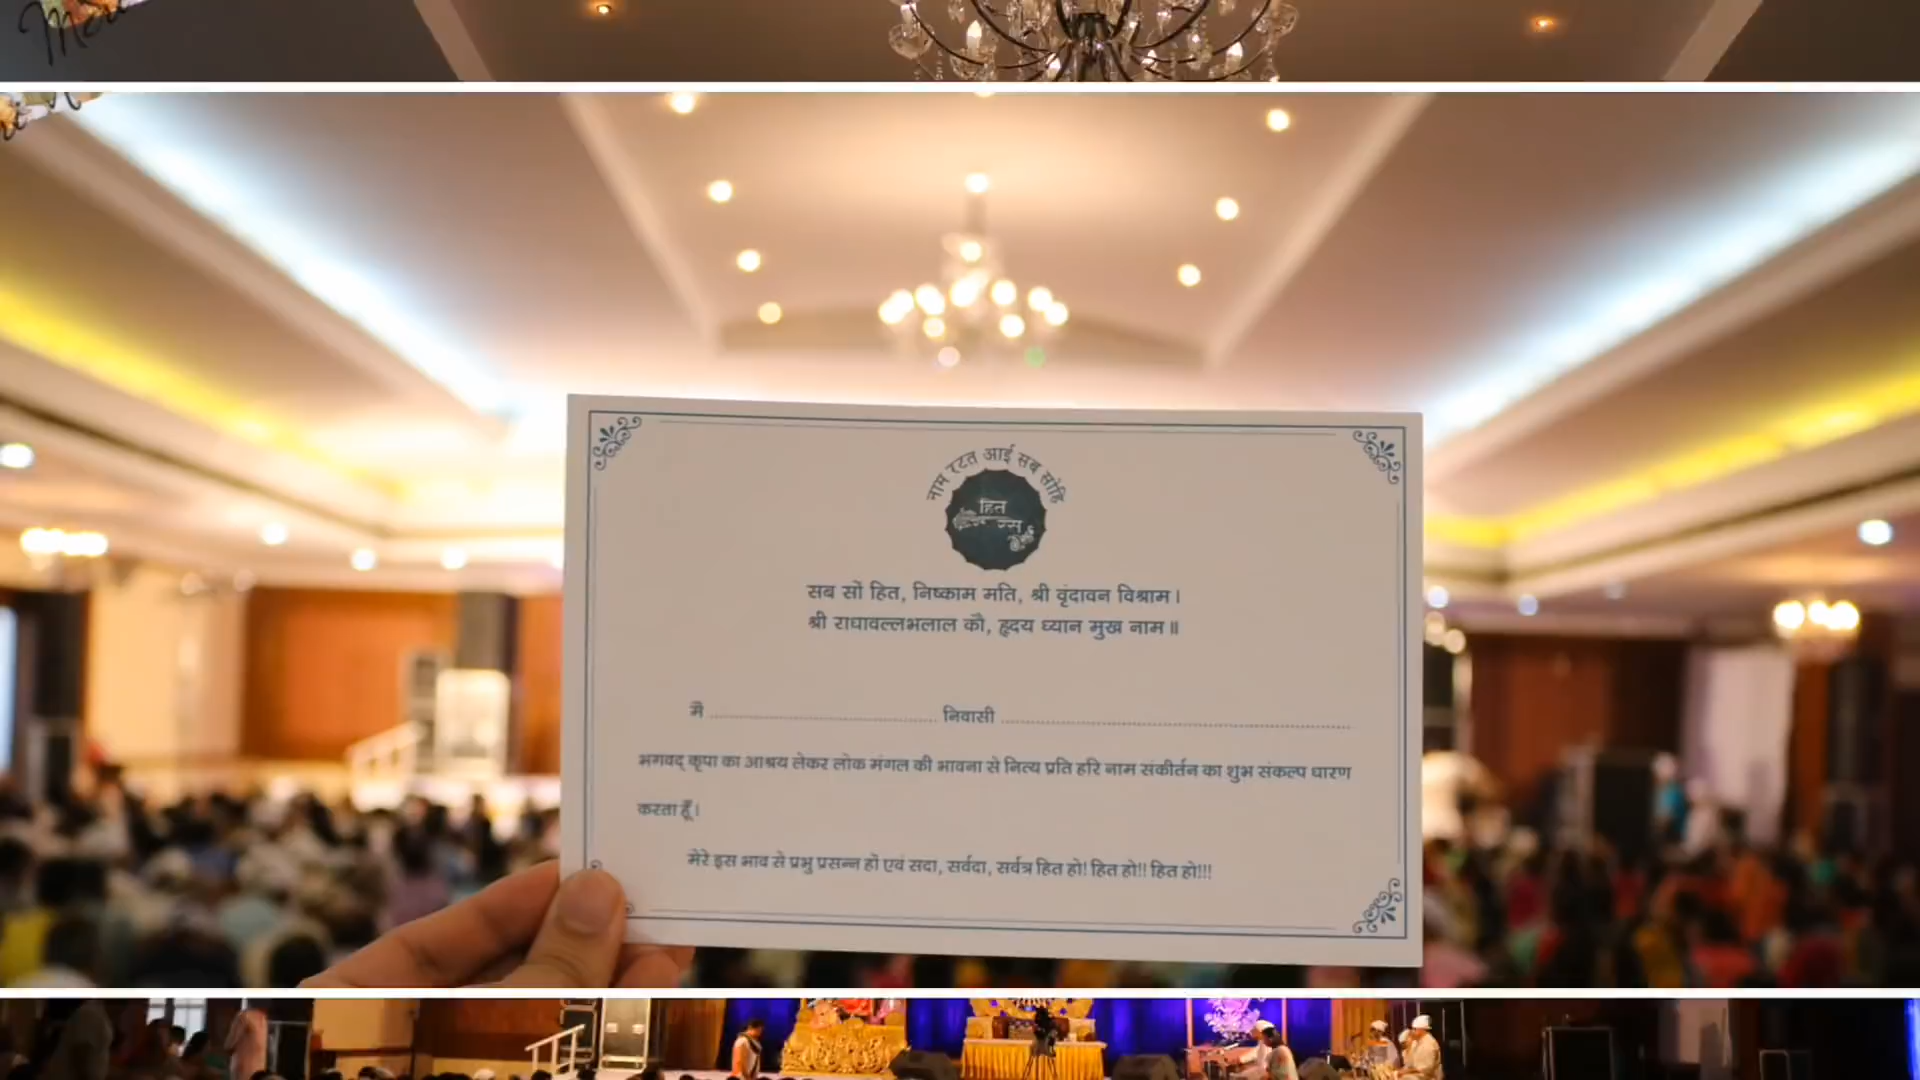 नाम रटत आई सब सोहि
हित
रस
सब सों हित, निष्काम मति, श्री वृंदावन विश्राम।
श्री राधावल्लभलाल कौ, हृदय ध्यान मुख नाम॥
मैं ........................................ निवासी ............................................................
भगवद् कृपा का आश्रय लेकर लोक मंगल की भावना से नित्य प्रति हरि नाम संकीर्तन का शुभ संकल्प धारण
करता हूँ।
मेरे इस भाव से प्रभु प्रसन्न हों एवं सदा, सर्वदा, सर्वत्र हित हो! हित हो!! हित हो!!!